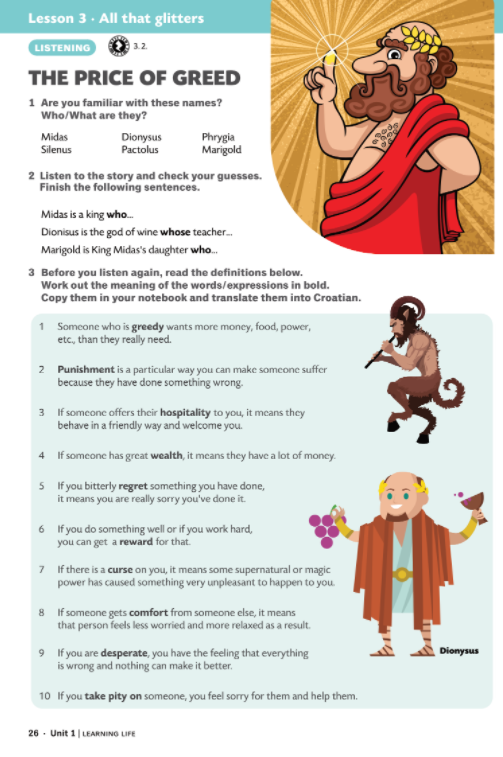 Lesson 3 · All that glitters
LISTENING
3.2.
THE PRICE OF GREED
1 Are you familiar with these names?
Who/What are they?
Midas Dionysus Phrygia
Silenus Pactolus Marigold
2 Listen to the story and check your guesses.
Finish the following sentences.
Midas is a king who...
Dionisus is the god of wine whose teacher...
Marigold is King Midas's daughter who...
3 Before you listen again, read the definitions below.
Work out the meaning of the words/expressions in bold.
Copy them in your notebook and translate them into Croatian.
1 Someone who is greedy wants more money, food, power,
etc., than they really need.
2 Punishment is a particular way you can make someone suffer
because they have done something wrong.
3 If someone offers their hospitality to you, it means they
behave in a friendly way and welcome you.
4 If someone has great wealth, it means they have a lot of money.
5 If you bitterly regret something you have done,
it means you are really sorry you've done it.
6 If you do something well or if you work hard,
you can get a reward for that.
7 If there is a curse on you, it means some supernatural or magic
power has caused something very unpleasant to happen to you.
8 If someone gets comfort from someone else, it means
that person feels less worried and more relaxed as a result.
9 If you are desperate, you have the feeling that everything
is wrong and nothing can make it better.
Dionysus
10 If you take pity on someone, you feel sorry for them and help them.
26 · Unit 1 | LEARNING LIFE